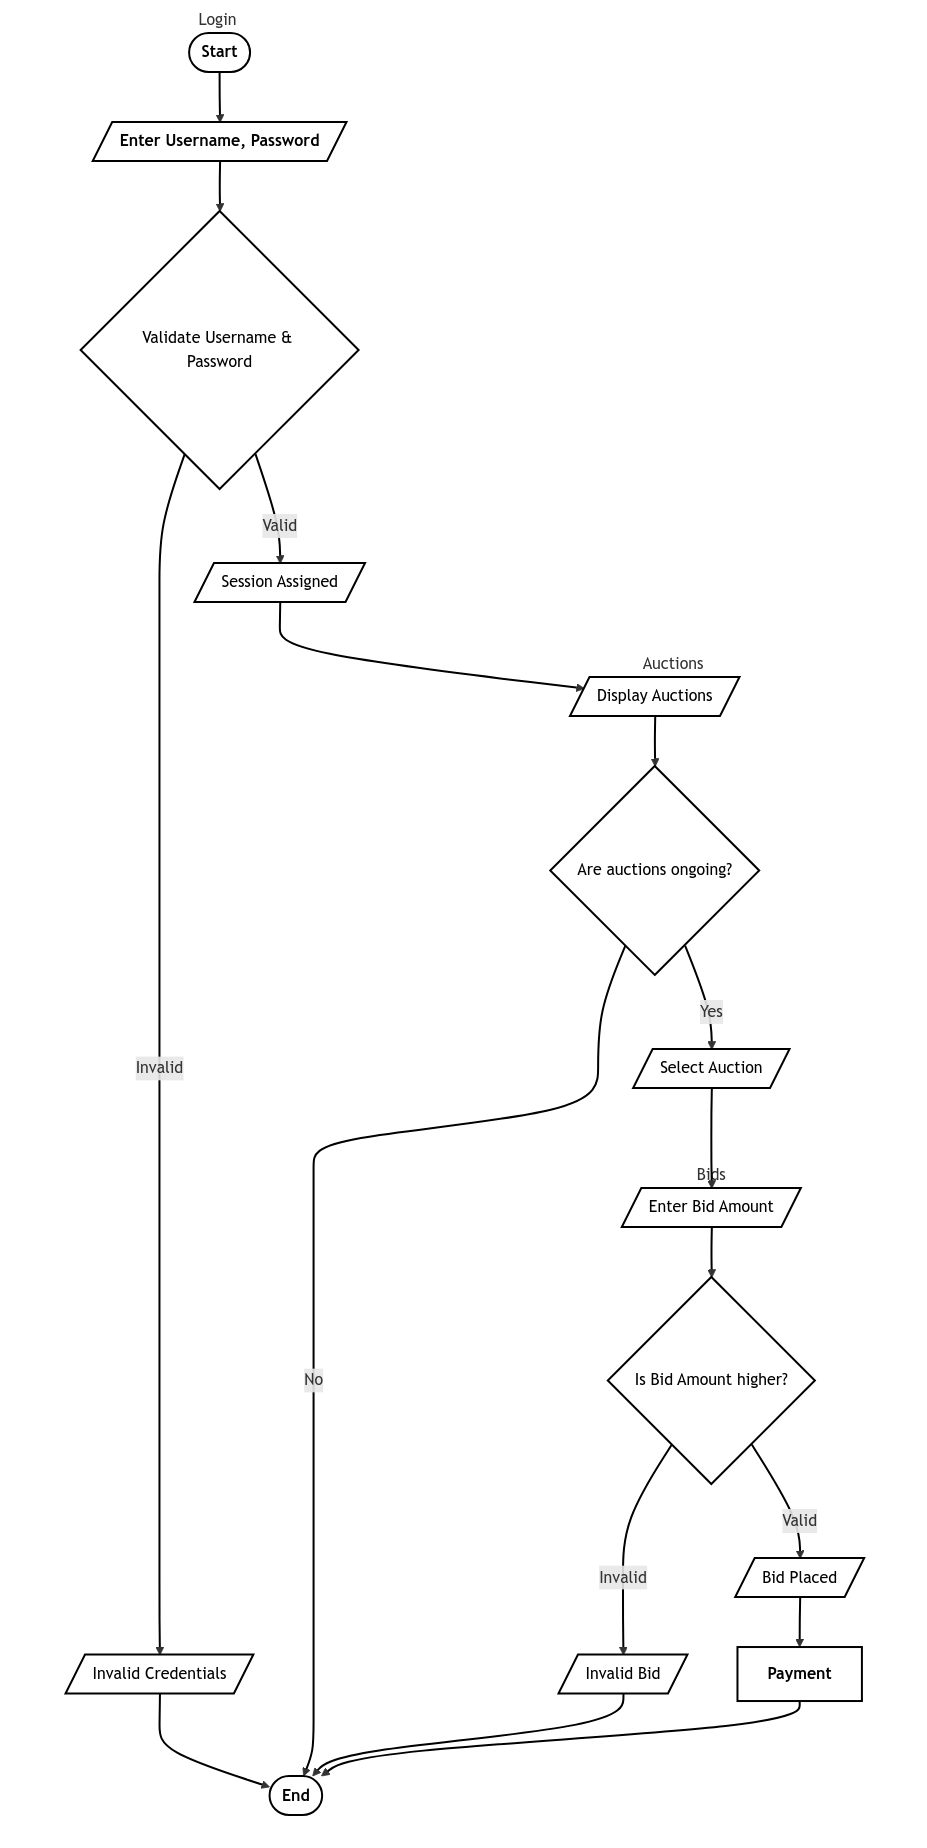 Login
Start
Enter Username, Password
Validate Username &
Password
Valid
Session Assigned
Auctions
Display Auctions
Are auctions ongoing?
Yes
Invalid
Select Auction
Bids
Enter Bid Amount
No
Is Bid Amount higher?
Valid
Invalid
Bid Placed
Invalid Credentials
Invalid Bid
Payment
End